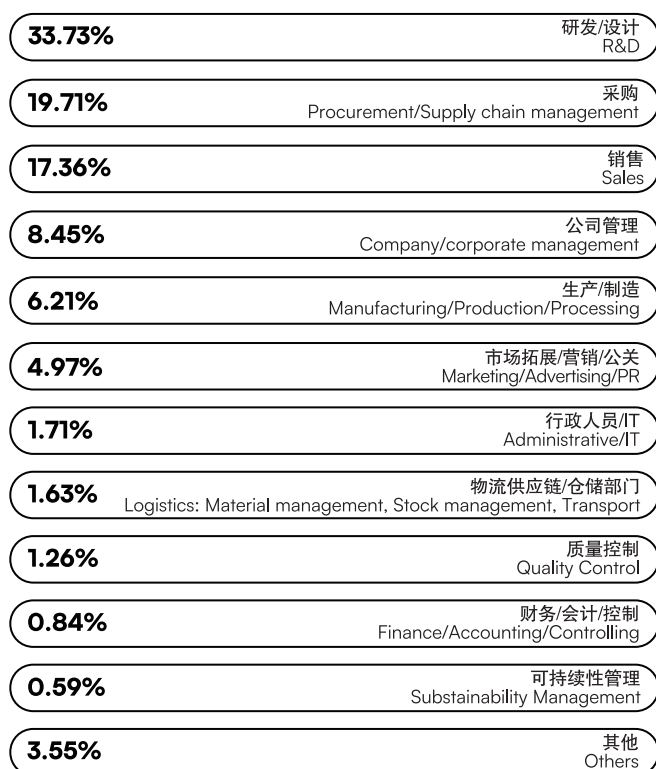 33.73%
研发/设计
R&D
19.71%
采购
Procurement/Supply chain management
17.36%
销售
Sales
8.45%
公司管理
Company/corporate management
6.21%
生产/制造
Manufacturing/Production/Processing
4.97%
市场拓展/营销/公关
Marketing/Advertising/PR
1.71%
行政人员/IT
Administrative/IT
1.63%
物流供应链/仓储部门
Logistics: Material management, Stock management, Transport
1.26%
质量控制
Quality Control
0.84%
财务/会计/控制
Finance/Accounting/Controlling
0.59%
可持续性管理
Substainability Management
3.55%
其他
Others